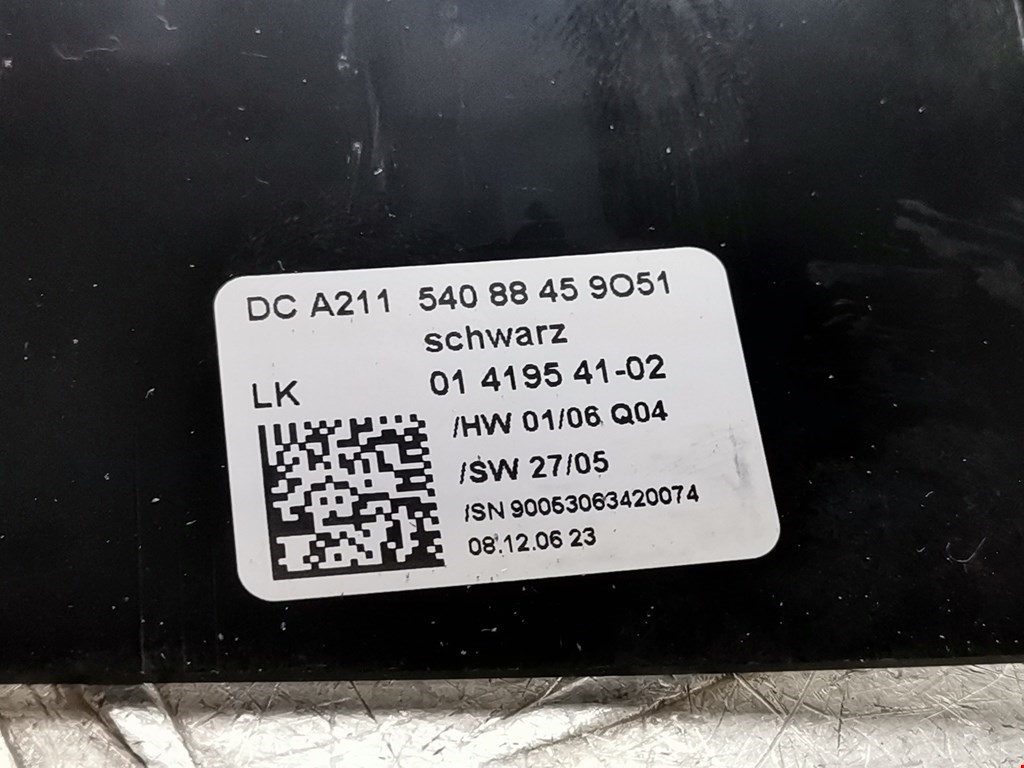 DC A211 540 88 45 9O51
schwarz
LK
01 4195 41-02
/HW 01/06 Q04
/SW 27/05
/SN 90053063420074
08.12.06 23